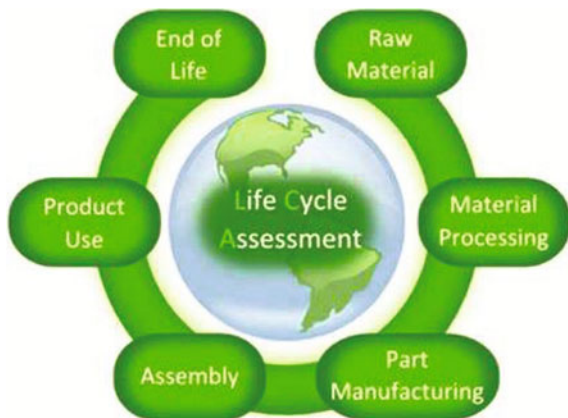 End of
Life
Raw
Material
Product
Use
Life Cycle
Assessment
Material
Processing
Assembly
Part
Manufacturing